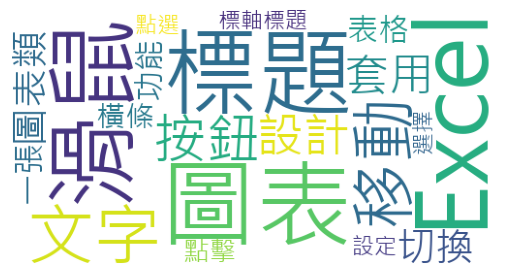 點選
標軸標題
表格
一張圖表類
滑鼠
功能
標題
套用
Excel
橫條
按鈕
設計
移動
選擇
文字
圖表
點擊
設定
切換